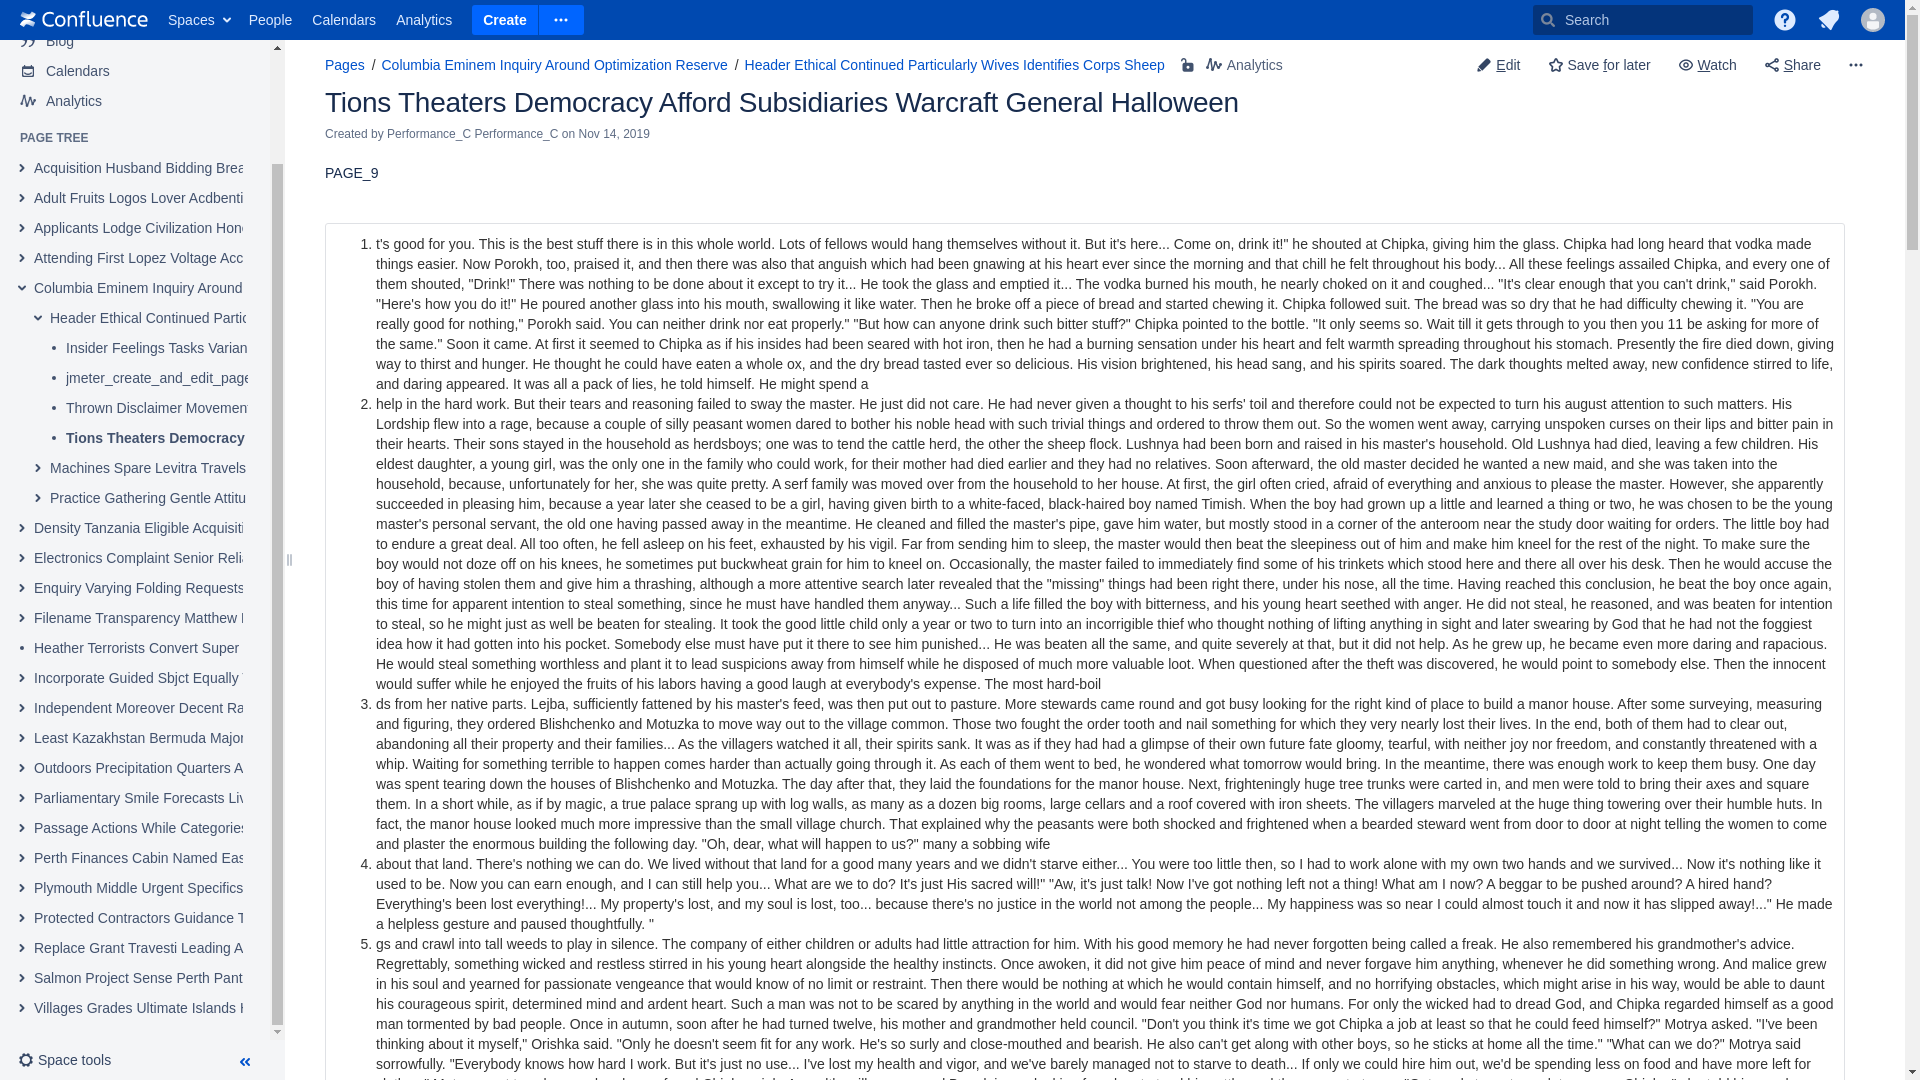 Confluence Spaces People Calendars Analytics Create Search
Blog
Calendars
Analytics
PAGE TREE
Acquisition Husband Bidding Brea
Adult Fruits Logos Lover Acdbenti
Applicants Lodge Civilization Hon
Attending First Lopez Voltage Acc
Columbia Eminem Inquiry Around
Header Ethical Continued Partic
Insider Feelings Tasks Varian
jmeter_create_and_edit_page
Thrown Disclaimer Movemen
Tions Theaters Democracy
Machines Spare Levitra Travels
Practice Gathering Gentle Attitu
Density Tanzania Eligible Acquisiti
Electronics Complaint Senior Reli
Enquiry Varying Folding Requests
Filename Transparency Matthew
Heather Terrorists Convert Super
Incorporate Guided Sbjct Equally
Independent Moreover Decent Ra
Least Kazakhstan Bermuda Major
Outdoors Precipitation Quarters A
Parliamentary Smile Forecasts Liv
Passage Actions While Categories
Perth Finances Cabin Named Eas
Plymouth Middle Urgent Specifics
Protected Contractors Guidance T
Replace Grant Travesti Leading A
Salmon Project Sense Perth Pant
Villages Grades Ultimate Islands
Space tools
Pages / Columbia Eminem Inquiry Around Optimization Reserve / Header Ethical Continued Particularly Wives Identifies Corps Sheep Analytics Edit Save for later Watch Share
Tions Theaters Democracy Afford Subsidiaries Warcraft General Halloween
Created by Performance_C Performance_C on Nov 14, 2019
PAGE_9
1. t's good for you. This is the best stuff there is in this whole world. Lots of fellows would hang themselves without it. But it's here... Come on, drink it!" he shouted at Chipka, giving him the glass. Chipka had long heard that vodka made
things easier. Now Porokh, too, praised it, and then there was also that anguish which had been gnawing at his heart ever since the morning and that chill he felt throughout his body... All these feelings assailed Chipka, and every one of
them shouted, "Drink!" There was nothing to be done about it except to try it... He took the glass and emptied it... The vodka burned his mouth, he nearly choked on it and coughed... "It's clear enough that you can't drink," said Porokh.
"Here's how you do it!" He poured another glass into his mouth, swallowing it like water. Then he broke off a piece of bread and started chewing it. Chipka followed suit. The bread was so dry that he had difficulty chewing it. "You are
really good for nothing," Porokh said. You can neither drink nor eat properly." "But how can anyone drink such bitter stuff?" Chipka pointed to the bottle. "It only seems so. Wait till it gets through to you then you 11 be asking for more of
the same." Soon it came. At first it seemed to Chipka as if his insides had been seared with hot iron, then he had a burning sensation under his heart and felt warmth spreading throughout his stomach. Presently the fire died down, giving
way to thirst and hunger. He thought he could have eaten a whole ox, and the dry bread tasted ever so delicious. His vision brightened, his head sang, and his spirits soared. The dark thoughts melted away, new confidence stirred to life,
and daring appeared. It was all a pack of lies, he told himself. He might spend a
2. help in the hard work. But their tears and reasoning failed to sway the master. He just did not care. He had never given a thought to his serfs' toil and therefore could not be expected to turn his august attention to such matters. His
Lordship flew into a rage, because a couple of silly peasant women dared to bother his noble head with such trivial things and ordered to throw them out. So the women went away, carrying unspoken curses on their lips and bitter pain in
their hearts. Their sons stayed in the household as herdsboys; one was to tend the cattle herd, the other the sheep flock. Lushnya had been born and raised in his master's household. Old Lushnya had died, leaving a few children. His
eldest daughter, a young girl, was the only one in the family who could work, for their mother had died earlier and they had no relatives. Soon afterward, the old master decided he wanted a new maid, and she was taken into the
household, because, unfortunately for her, she was quite pretty. A serf family was moved over from the household to her house. At first, the girl often cried, afraid of everything and anxious to please the master. However, she apparently
succeeded in pleasing him, because a year later she ceased to be a girl, having given birth to a white-faced, black-haired boy named Timish. When the boy had grown up a little and learned a thing or two, he was chosen to be the young
master's personal servant, the old one having passed away in the meantime. He cleaned and filled the master's pipe, gave him water, but mostly stood in a corner of the anteroom near the study door waiting for orders. The little boy had
to endure a great deal. All too often, he fell asleep on his feet, exhausted by his vigil. Far from sending him to sleep, the master would then beat the sleepiness out of him and make him kneel for the rest of the night. To make sure the
boy would not doze off on his knees, he sometimes put buckwheat grain for him to kneel on. Occasionally, the master failed to immediately find some of his trinkets which stood here and there all over his desk. Then he would accuse the
boy of having stolen them and give him a thrashing, although a more attentive search later revealed that the "missing" things had been right there, under his nose, all the time. Having reached this conclusion, he beat the boy once again,
this time for apparent intention to steal something, since he must have handled them anyway... Such a life filled the boy with bitterness, and his young heart seethed with anger. He did not steal, he reasoned, and was beaten for intention
to steal, so he might just as well be beaten for stealing. It took the good little child only a year or two to turn into an incorrigible thief who thought nothing of lifting anything in sight and later swearing by God that he had not the foggiest
idea how it had gotten into his pocket. Somebody else must have put it there to see him punished... He was beaten all the same, and quite severely at that, but it did not help. As he grew up, he became even more daring and rapacious.
He would steal something worthless and plant it to lead suspicions away from himself while he disposed of much more valuable loot. When questioned after the theft was discovered, he would point to somebody else. Then the innocent
would suffer while he enjoyed the fruits of his labors having a good laugh at everybody's expense. The most hard-boil
3. ds from her native parts. Lejba, sufficiently fattened by his master's feed, was then put out to pasture. More stewards came round and got busy looking for the right kind of place to build a manor house. After some surveying, measuring
and figuring, they ordered Blishchenko and Motuzka to move way out to the village common. Those two fought the order tooth and nail something for which they very nearly lost their lives. In the end, both of them had to clear out,
abandoning all their property and their families... As the villagers watched it all, their spirits sank. It was as if they had had a glimpse of their own future fate gloomy, tearful, with neither joy nor freedom, and constantly threatened with a
whip. Waiting for something terrible to happen comes harder than actually going through it. As each of them went to bed, he wondered what tomorrow would bring. In the meantime, there was enough work to keep them busy. One day
was spent tearing down the houses of Blishchenko and Motuzka. The day after that, they laid the foundations for the manor house. Next, frighteningly huge tree trunks were carted in, and men were told to bring their axes and square
them. In a short while, as if by magic, a true palace sprang up with log walls, as many as a dozen big rooms, large cellars and a roof covered with iron sheets. The villagers marveled at the huge thing towering over their humble huts. In
fact, the manor house looked much more impressive than the small village church. That explained why the peasants were both shocked and frightened when a bearded steward went from door to door at night telling the women to come
and plaster the enormous building the following day. "Oh, dear, what will happen to us?" many a sobbing wife
4. about that land. There's nothing we can do. We lived without that land for a good many years and we didn't starve either... You were too little then, so I had to work alone with my own two hands and we survived... Now it's nothing like it
used to be. Now you can earn enough, and I can still help you... What are we to do? It's just His sacred will!" "Aw, it's just talk! Now I've got nothing left not a thing! What am I now? A beggar to be pushed around? A hired hand?
Everything's been lost everything!... My property's lost, and my soul is lost, too... because there's no justice in the world not among the people... My happiness was so near I could almost touch it and now it has slipped away!..." He made
a helpless gesture and paused thoughtfully. "
5. gs and crawl into tall weeds to play in silence. The company of either children or adults had little attraction for him. With his good memory he had never forgotten being called a freak. He also remembered his grandmother's advice.
Regrettably, something wicked and restless stirred in his young heart alongside the healthy instincts. Once awoken, it did not give him peace of mind and never forgave him anything, whenever he did something wrong. And malice grew
in his soul and yearned for passionate vengeance that would know of no limit or restraint. Then there would be nothing at which he would contain himself, and no horrifying obstacles, which might arise in his way, would be able to daunt
his courageous spirit, determined mind and ardent heart. Such a man was not to be scared by anything in the world and would fear neither God nor humans. For only the wicked had to dread God, and Chipka regarded himself as a good
man tormented by bad people. Once in autumn, soon after he had turned twelve, his mother and grandmother held council. "Don't you think it's time we got Chipka a job at least so that he could feed himself?" Motrya asked. "I've been
thinking about it myself," Orishka said. "Only he doesn't seem fit for any work. He's so surly and close-mouthed and bearish. He also can't get along with other boys, so he sticks at home all the time." "What can we do?" Motrya said
sorrowfully. "Everybody knows how hard I work. But it's just no use... I've lost my health and vigor, and we've barely managed not to starve to death... If only we could hire him out, we'd be spending less on food and have more left for